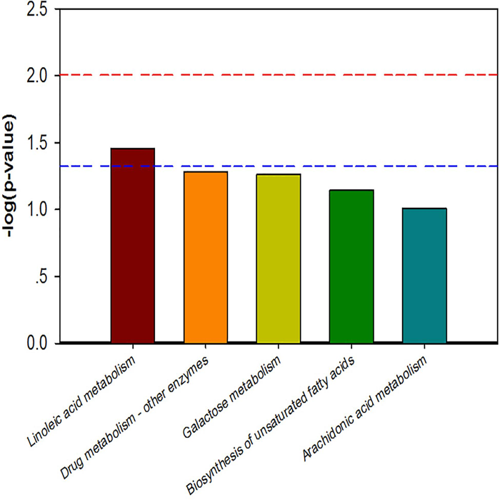 2.5
2.0
1.5
1.0
.5
0.0
-log(p-value)
Linoleic acid metabolism
Drug metabolism - other enzymes
Galactose metabolism
Biosynthesis of unsaturated fatty acids
Arachidonic acid metabolism